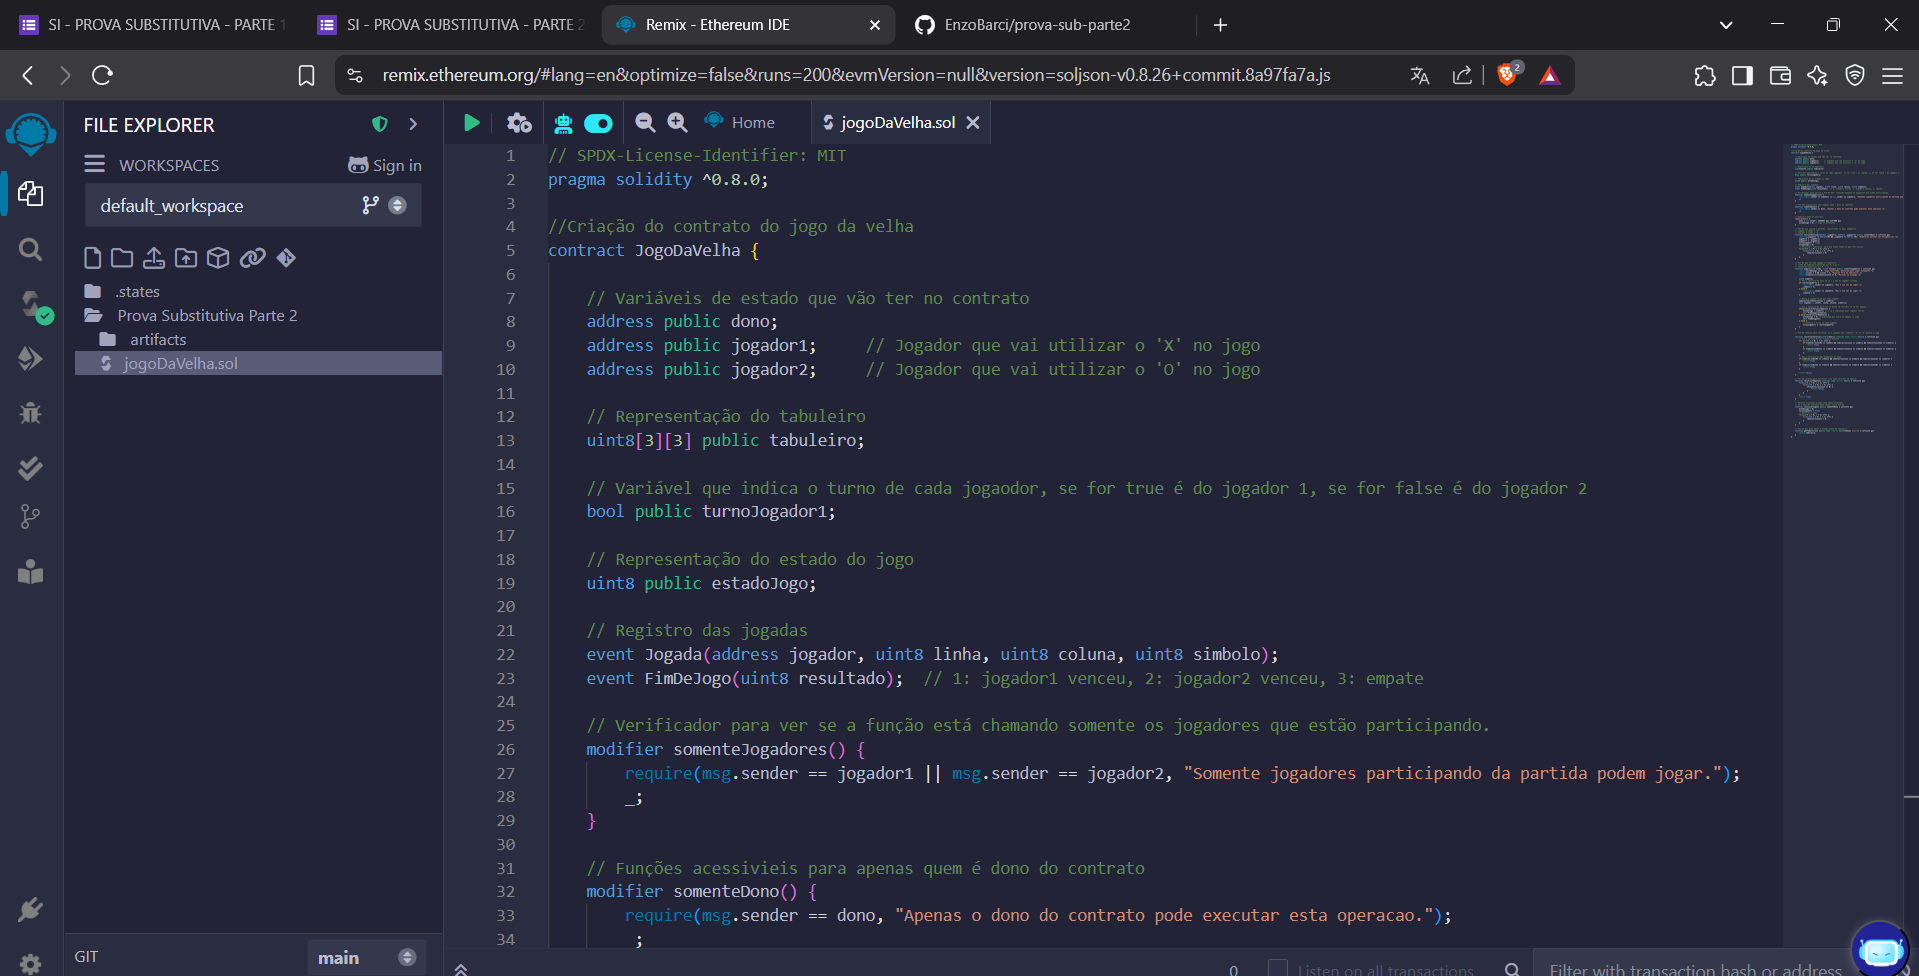 SI - PROVA SUBSTITUTIVA - PARTE 1
SI - PROVA SUBSTITUTIVA - PARTE 2
Remix - Ethereum IDE
EnzoBarci/prova-sub-parte2
remix.ethereum.org/#lang=en&optimize=false&runs=200&evmVersion=null&version=soljson-v0.8.26+commit.8a97fa7a.js
2
FILE EXPLORER
WORKSPACES
Sign in
default_workspace
.states
Prova Substitutiva Parte 2
artifacts
jogoDaVelha.sol
GIT
main
Home
jogoDaVelha.sol
1 // SPDX-License-Identifier: MIT
2 pragma solidity ^0.8.0;
3
4 //Criação do contrato do jogo da velha
5 contract JogoDaVelha {
6
7 // Variáveis de estado que vão ter no contrato
8 address public dono;
9 address public jogador1; // Jogador que vai utilizar o 'X' no jogo
10 address public jogador2; // Jogador que vai utilizar o 'O' no jogo
11
12 // Representação do tabuleiro
13 uint8[3][3] public tabuleiro;
14
15 // Variável que indica o turno de cada jogaodor, se for true é do jogador 1, se for false é do jogador 2
16 bool public turnoJogador1;
17
18 // Representação do estado do jogo
19 uint8 public estadoJogo;
20
21 // Registro das jogadas
22 event Jogada(address jogador, uint8 linha, uint8 coluna, uint8 simbolo);
23 event FimDeJogo(uint8 resultado); // 1: jogador1 venceu, 2: jogador2 venceu, 3: empate
24
25 // Verificador para ver se a função está chamando somente os jogadores que estão participando.
26 modifier somenteJogadores() {
27 require(msg.sender == jogador1 || msg.sender == jogador2, "Somente jogadores participando da partida podem jogar.");
28 _;
29 }
30
31 // Funções acessivieis para apenas quem é dono do contrato
32 modifier somenteDono() {
33 require(msg.sender == dono, "Apenas o dono do contrato pode executar esta operacao.");
34 _;
0
Listen on all transactions
Filter with transaction hash or address